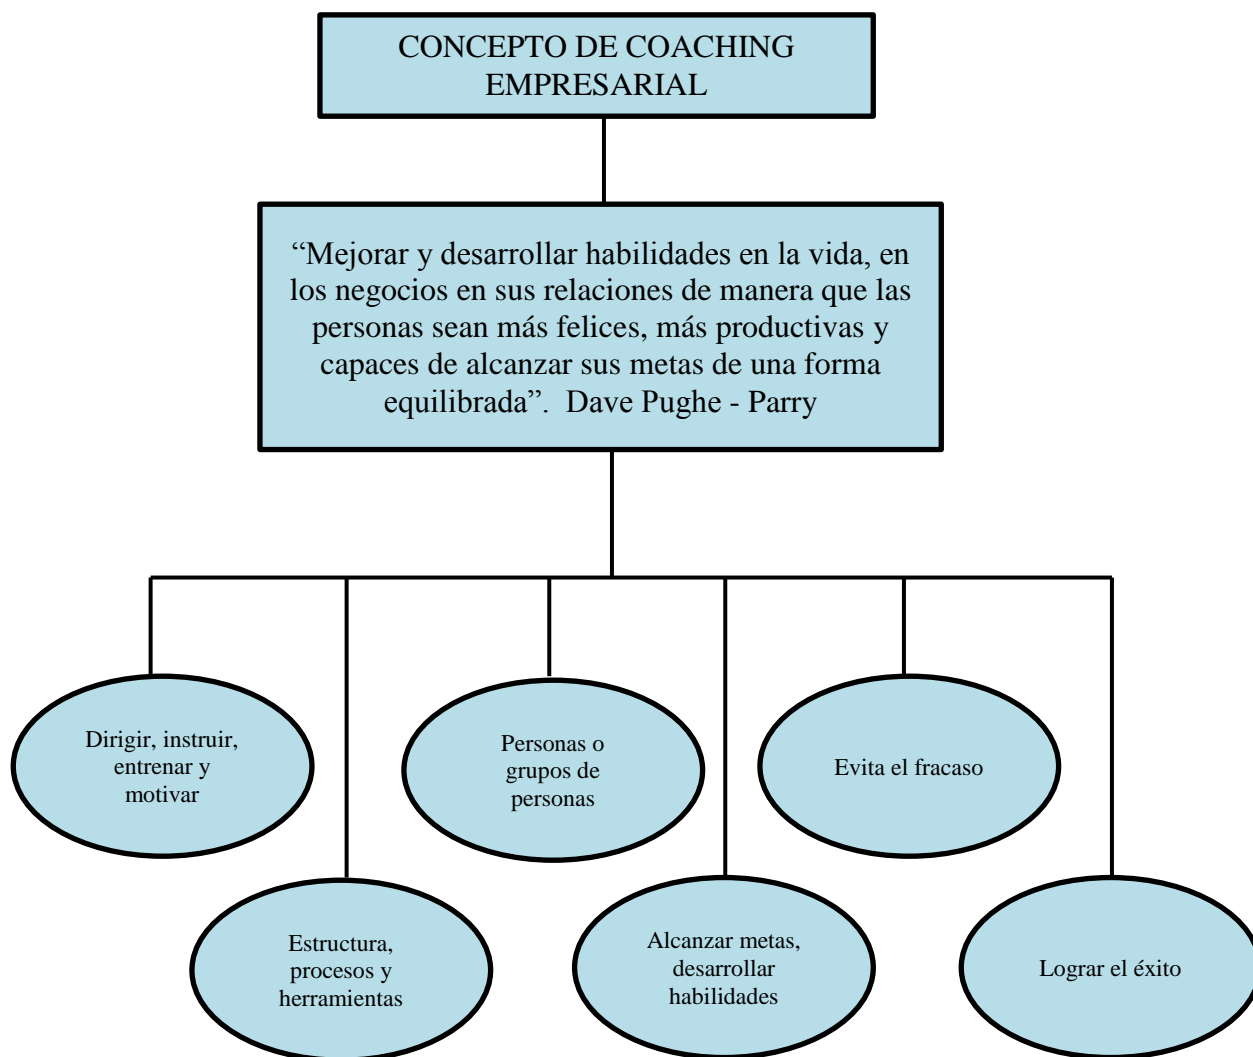 CONCEPTO DE COACHING
EMPRESARIAL
“Mejorar y desarrollar habilidades en la vida, en
los negocios en sus relaciones de manera que las
personas sean más felices, más productivas y
capaces de alcanzar sus metas de una forma
equilibrada”.  Dave Pughe - Parry
Dirigir, instruir,
entrenar y
motivar
Personas o
grupos de
personas
Evita el fracaso
Estructura,
procesos y
herramientas
Alcanzar metas,
desarrollar
habilidades
Lograr el éxito